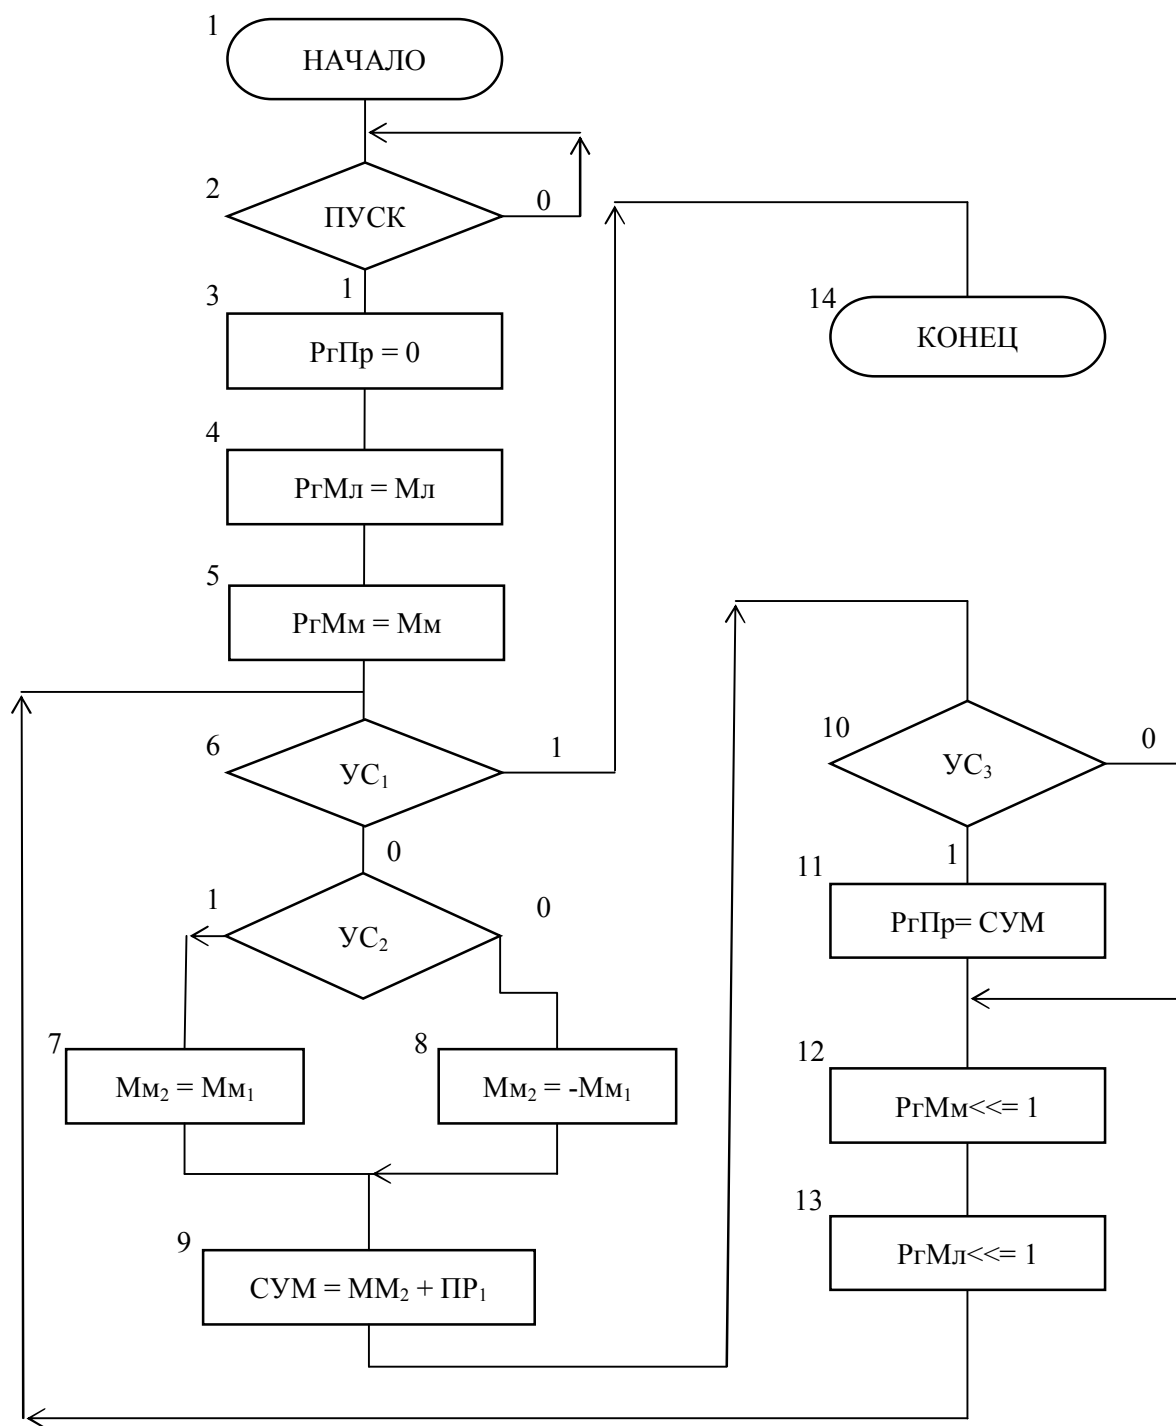 1
НАЧАЛО
2
ПУСК
0
1
3
РгПр = 0
14
КОНЕЦ
4
РгМл = Мл
5
РгМм = Мм
6
УС₁
1
0
10
УС₃
0
1
1
УС₂
0
11
РгПр= СУМ
7
Мм₂ = Мм₁
8
Мм₂ = -Мм₁
12
РгМм<<= 1
13
РгМл<<= 1
9
СУМ = ММ₂ + ПР₁